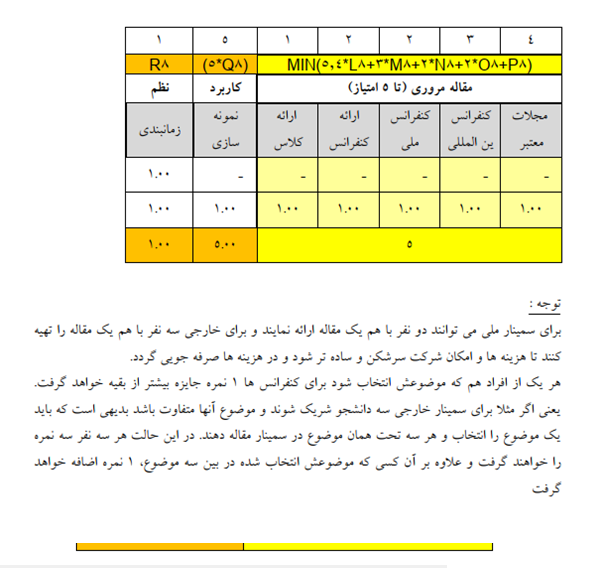 ۴ ۳ ۲ ۲ ۱ ۵ ۱
MIN(۵,۴*L۸+۳*M۸+۲*N۸+۲*O۸+P۸) (۵*Q۸) R۸
مقاله مروری (تا ۵ امتیاز) کاربرد نظم
مجلات کنفرانس کنفرانس ارائه ارائه نمونه زمانبندی
معتبر ین المللی ملی کنفرانس کلاس سازی
- - - - - - ۱.۰۰
۱.۰۰ ۱.۰۰ ۱.۰۰ ۱.۰۰ ۱.۰۰ ۱.۰۰ ۱.۰۰
۵ ۵.۰۰ ۱.۰۰
توجه :
برای سمینار ملی می توانند دو نفر با هم یک مقاله ارائه نمایند و برای خارجی سه نفر با هم یک مقاله را تهیه
کنند تا هزینه ها و امکان شرکت سرشکن و ساده تر شود و در هزینه ها صرفه جویی گردد.
هر یک از افراد هم که موضوعش انتخاب شود برای کنفرانس ها ۱ نمره جایزه بیشتر از بقیه خواهد گرفت.
یعنی اگر مثلا برای سمینار خارجی سه دانشجو شریک شوند و موضوع آنها متفاوت باشد بدیهی است که باید
یک موضوع را انتخاب و هر سه تحت همان موضوع در سمینار مقاله دهند. در این حالت هر سه نفر سه نمره
را خواهند گرفت و علاوه بر آن کسی که موضوعش انتخاب شده در بین سه موضوع، ۱ نمره اضافه خواهد
گرفت